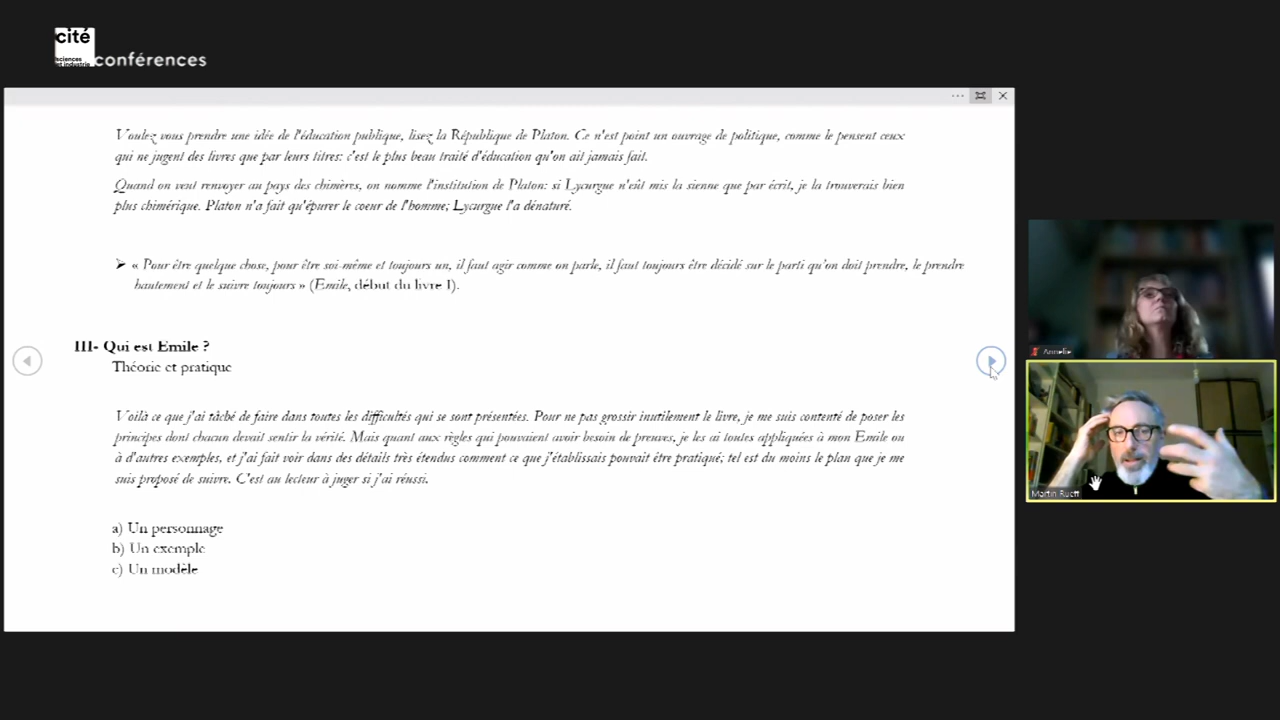 cité
sciences
et industrie
conférences
Voulez vous prendre une idée de l'éducation publique, lisez la République de Platon. Ce n'est point un ouvrage de politique, comme le pensent ceux
qui ne jugent des livres que par leurs titres: c'est le plus beau traité d'éducation qu'on ait jamais fait.
Quand on veut renvoyer au pays des chimères, on nomme l'institution de Platon: si Lycurgue n'eût mis la sienne que par écrit, je la trouverais bien
plus chimérique. Platon n'a fait qu'épurer le coeur de l'homme; Lycurgue l'a dénaturé.
➤ « Pour être quelque chose, pour être soi-même et toujours un, il faut agir comme on parle, il faut toujours être décidé sur le parti qu'on doit prendre, le prendre
hautement et le suivre toujours » (Emile, début du livre I).
III- Qui est Emile ?
Théorie et pratique
Voilà ce que j'ai tâché de faire dans toutes les difficultés qui se sont présentées. Pour ne pas grossir inutilement le livre, je me suis contenté de poser les
principes dont chacun devait sentir la vérité. Mais quant aux règles qui pouvaient avoir besoin de preuves, je les ai toutes appliquées à mon Emile ou
à d'autres exemples, et j'ai fait voir dans des détails très étendus comment ce que j'établissais pouvait être pratiqué; tel est du moins le plan que je me
suis proposé de suivre. C'est au lecteur à juger si j'ai réussi.
a) Un personnage
b) Un exemple
c) Un modèle
Annelie
Martin Rueff